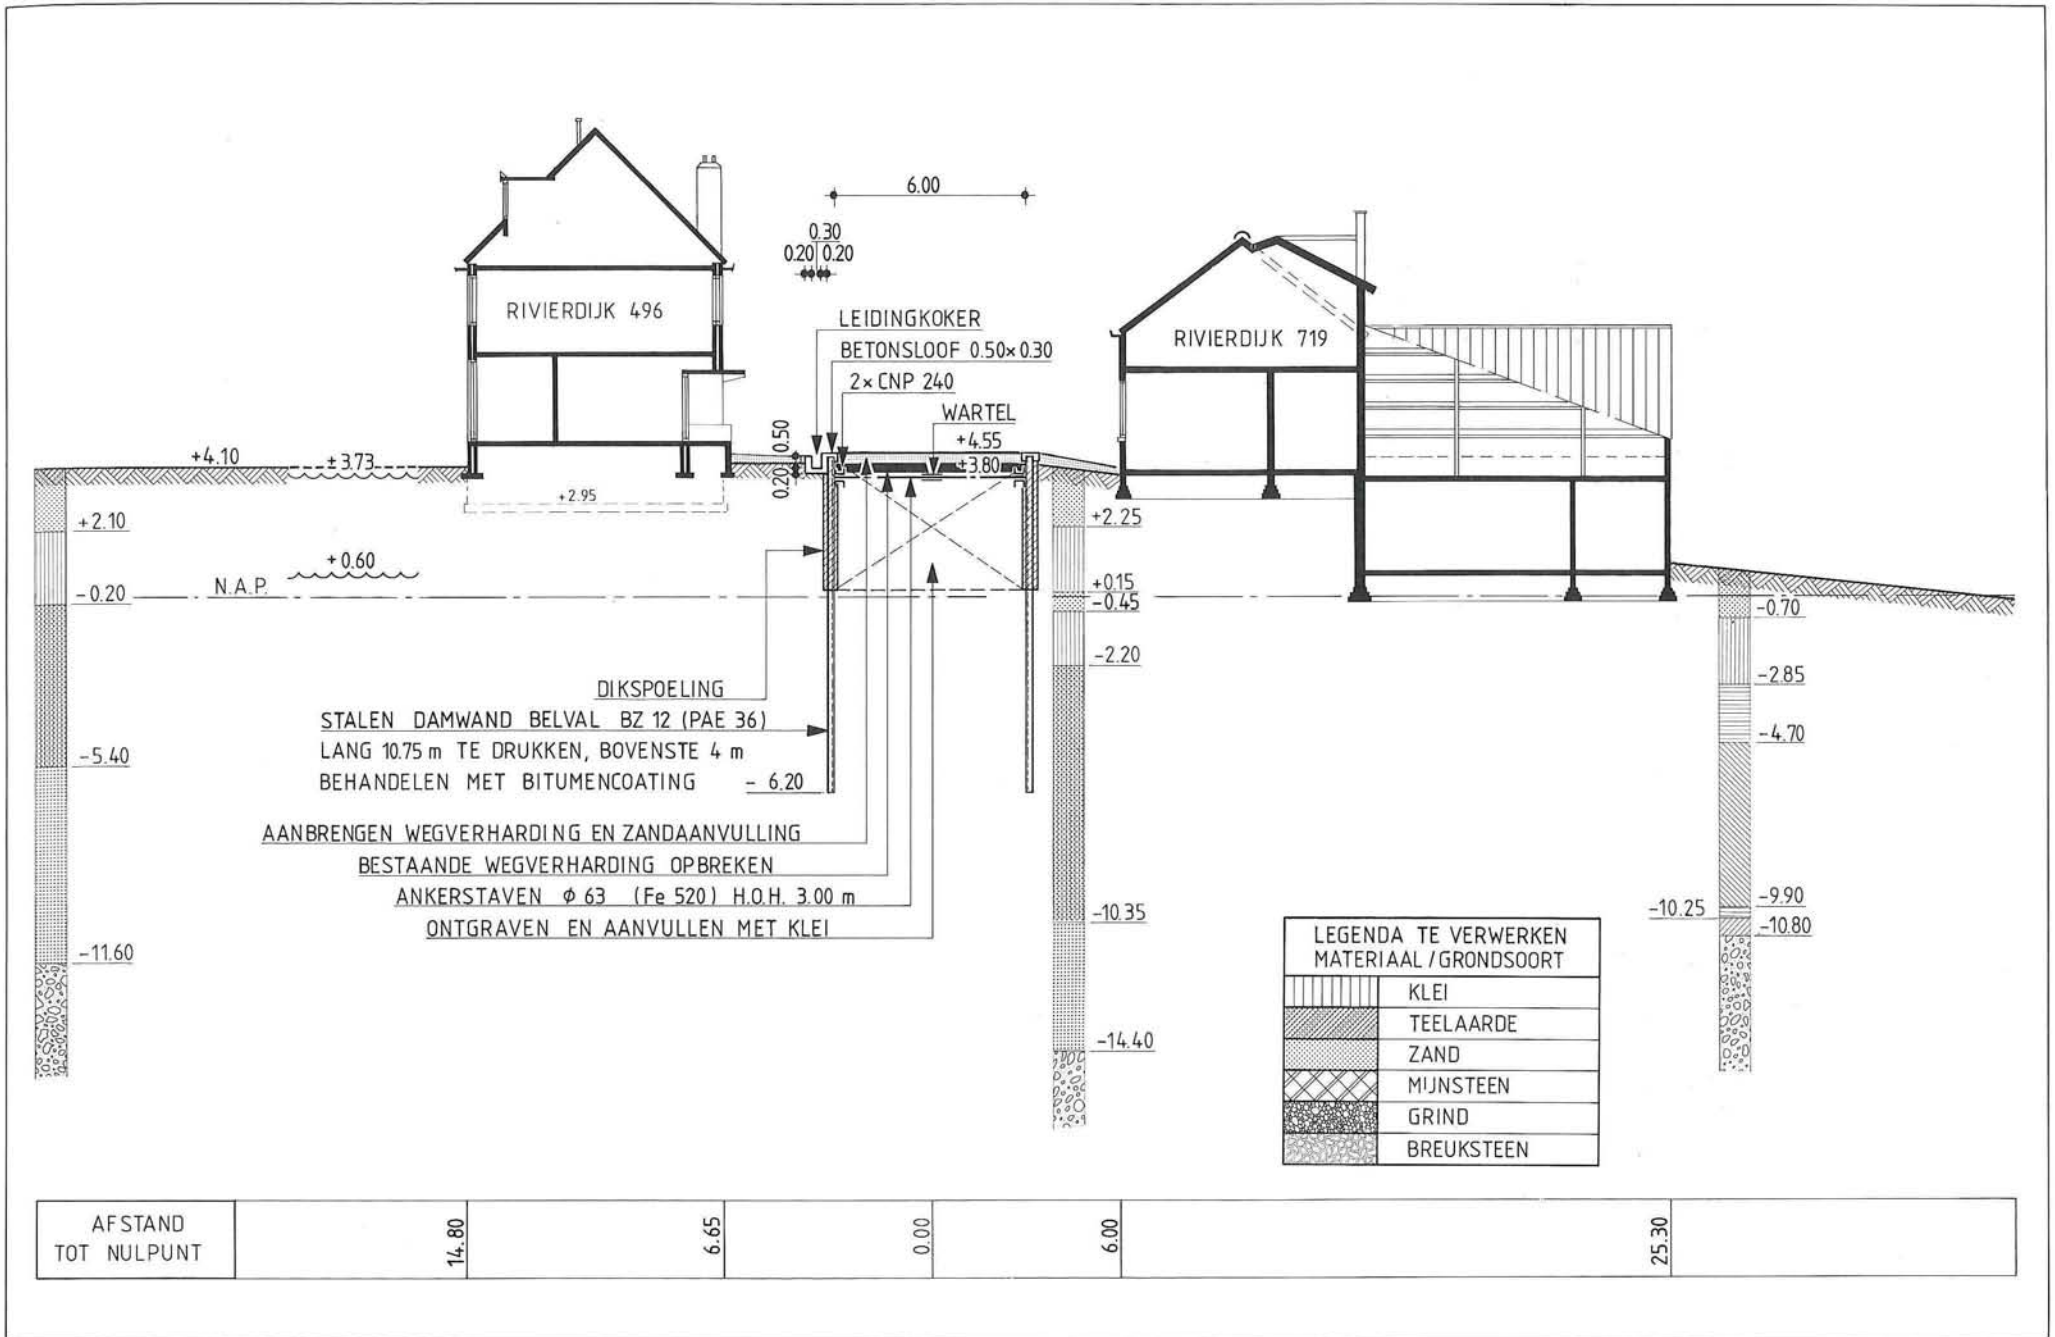 6.00
0.30
0.20 0.20
RIVIERDIJK 496
LEIDINGKOKER
BETONSLOOF 0.50×0.30
2×CNP 240
WARTEL
RIVIERDIJK 719
+4.10
+3.73
0.50
0.20
+4.55
+3.80
+2.95
+2.10
+2.25
+0.60
N.A.P.
-0.20
+0.15
-0.45
-0.70
-2.20
-2.85
DIKSPOELING
STALEN DAMWAND BELVAL BZ 12 (PAE 36)
LANG 10.75 m TE DRUKKEN, BOVENSTE 4 m
BEHANDELEN MET BITUMENCOATING
- 6.20
-4.70
-5.40
AANBRENGEN WEGVERHARDING EN ZANDAANVULLING
BESTAANDE WEGVERHARDING OPBREKEN
ANKERSTAVEN φ 63 (Fe 520) H.O.H. 3.00 m
ONTGRAVEN EN AANVULLEN MET KLEI
-9.90
-10.25
-10.35
-10.80
-11.60
-14.40
LEGENDA TE VERWERKEN
MATERIAAL / GRONDSOORT
KLEI
TEELAARDE
ZAND
MIJNSTEEN
GRIND
BREUKSTEEN
AFSTAND
TOT NULPUNT
14.80
6.65
0.00
6.00
25.30